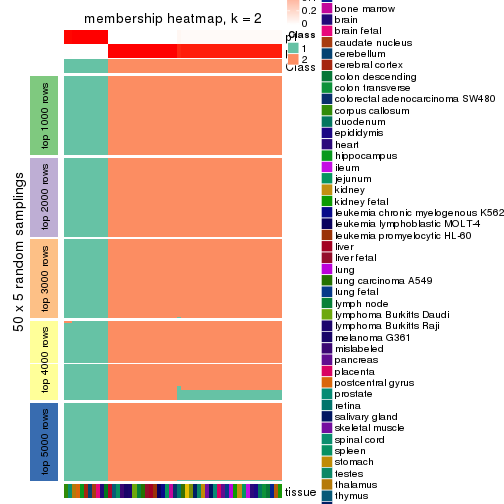 membership heatmap, k = 2
50 x 5 random samplings
top 1000 rows
top 2000 rows
top 3000 rows
top 4000 rows
top 5000 rows
Class
tissue
0.2
0
Class
1
2
bone marrow
brain
brain fetal
caudate nucleus
cerebellum
cerebral cortex
colon descending
colon transverse
colorectal adenocarcinoma SW480
corpus callosum
duodenum
epididymis
heart
hippocampus
ileum
jejunum
kidney
kidney fetal
leukemia chronic myelogenous K562
leukemia lymphoblastic MOLT-4
leukemia promyelocytic HL-60
liver
liver fetal
lung
lung carcinoma A549
lung fetal
lymph node
lymphoma Burkitts Daudi
lymphoma Burkitts Raji
melanoma G361
mislabeled
pancreas
placenta
postcentral gyrus
prostate
retina
salivary gland
skeletal muscle
spinal cord
spleen
stomach
testes
thalamus
thymus